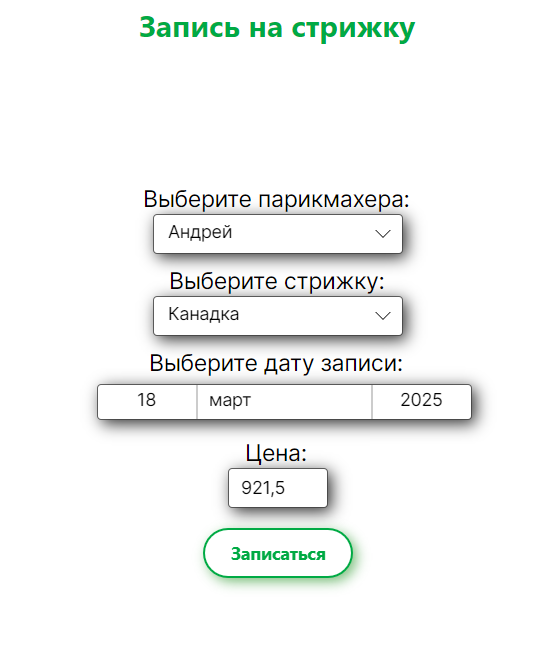 Запись на стрижку
Выберите парикмахера:
Андрей
Выберите стрижку:
Канадка
Выберите дату записи:
18 март 2025
Цена:
921,5
Записаться